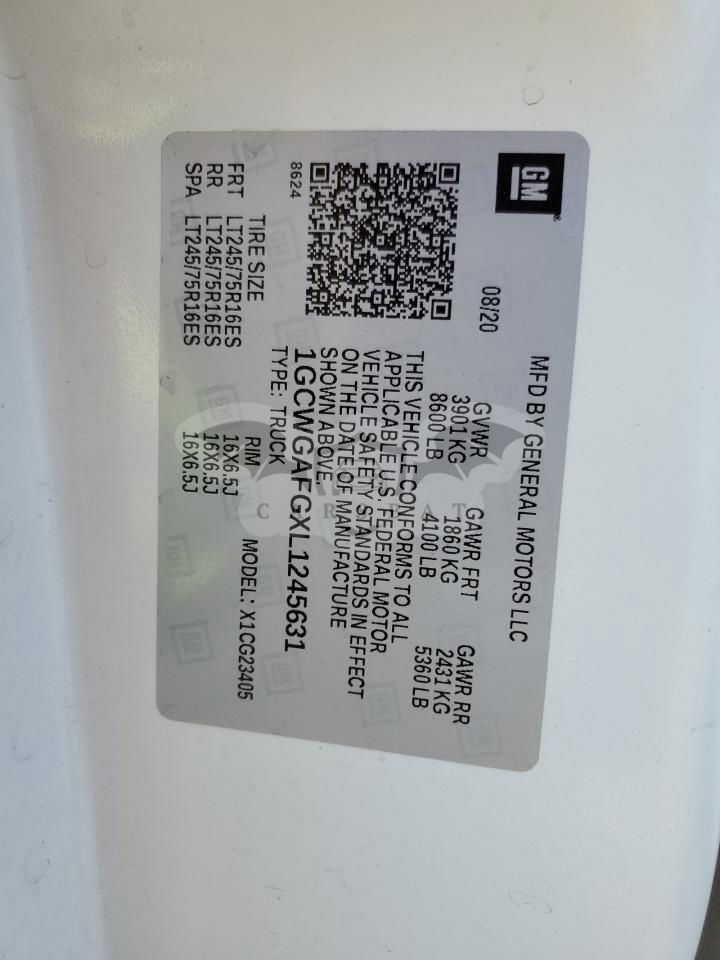 GM
MFD BY GENERAL MOTORS LLC
08/20
GVWR GAWR FRT GAWR RR
3901 KG 1860 KG 2431 KG
8600 LB 4100 LB 5360 LB
THIS VEHICLE CONFORMS TO ALL
APPLICABLE U.S. FEDERAL MOTOR
VEHICLE SAFETY STANDARDS IN EFFECT
ON THE DATE OF MANUFACTURE
SHOWN ABOVE.
1GCWGAFGXL1245631
TYPE: TRUCK MODEL: X1CG23405
8624
TIRE SIZE RIM
FRT LT245/75R16ES 16X6.5J
RR LT245/75R16ES 16X6.5J
SPA LT245/75R16ES 16X6.5J